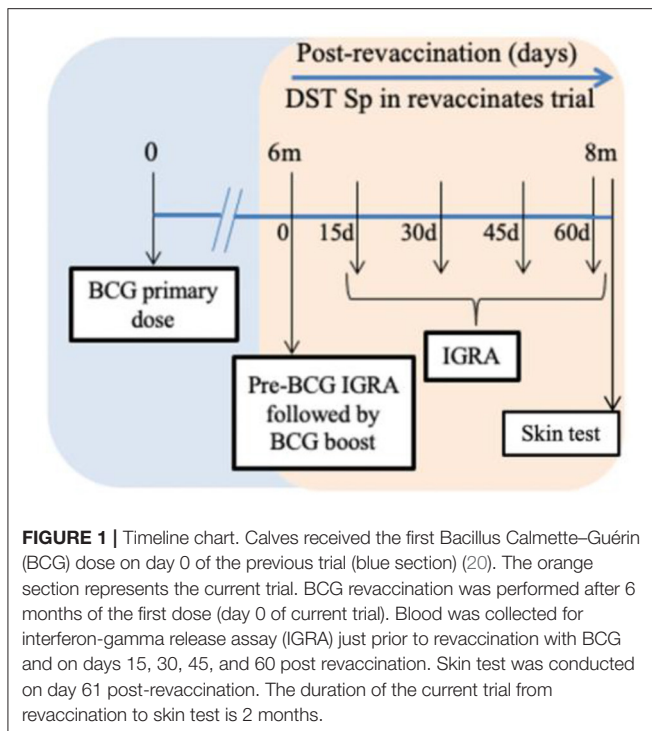 Post-revaccination (days)
DST Sp in revaccinates trial
0
6m
8m
0
15d
30d
45d
60d
BCG primary
dose
IGRA
Pre-BCG IGRA
followed by
BCG boost
Skin test
FIGURE 1 | Timeline chart. Calves received the first Bacillus Calmette–Guérin
(BCG) dose on day 0 of the previous trial (blue section) (20). The orange
section represents the current trial. BCG revaccination was performed after 6
months of the first dose (day 0 of current trial). Blood was collected for
interferon-gamma release assay (IGRA) just prior to revaccination with BCG
and on days 15, 30, 45, and 60 post revaccination. Skin test was conducted
on day 61 post-revaccination. The duration of the current trial from
revaccination to skin test is 2 months.